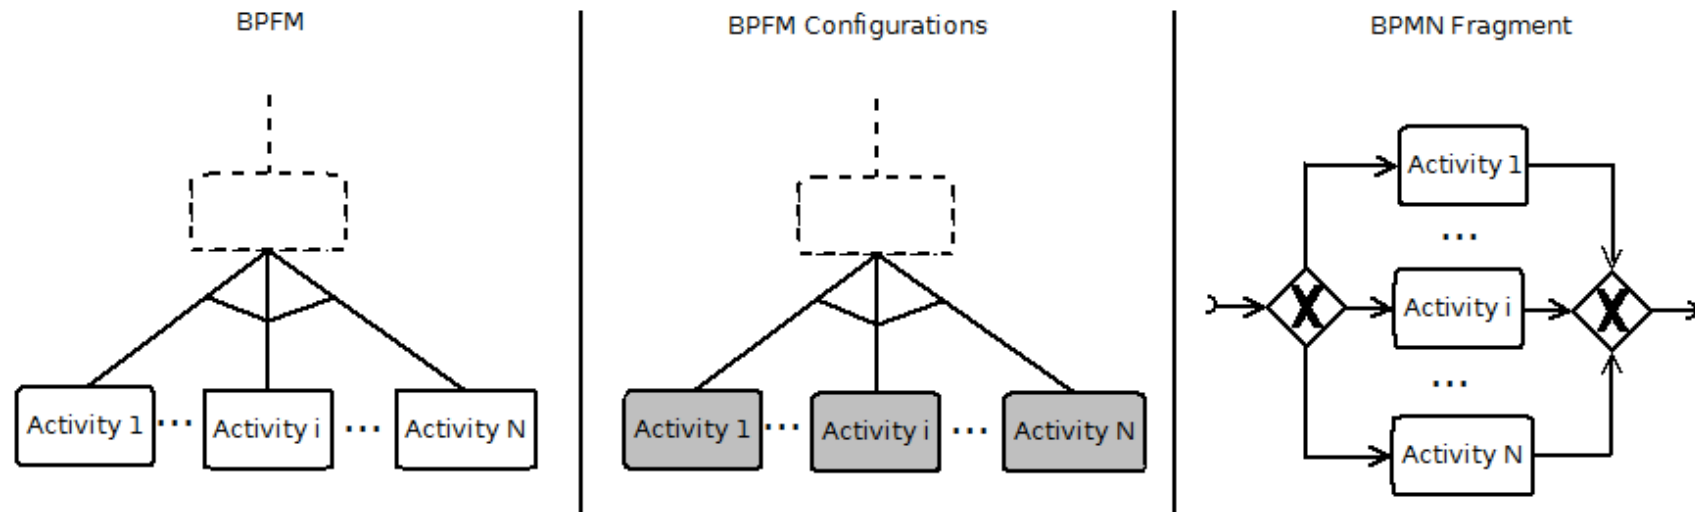 BPFM
Activity 1 ... Activity i ... Activity N
BPFM Configurations
Activity 1 ... Activity i ... Activity N
BPMN Fragment
Activity 1
...
X Activity i X
...
Activity N